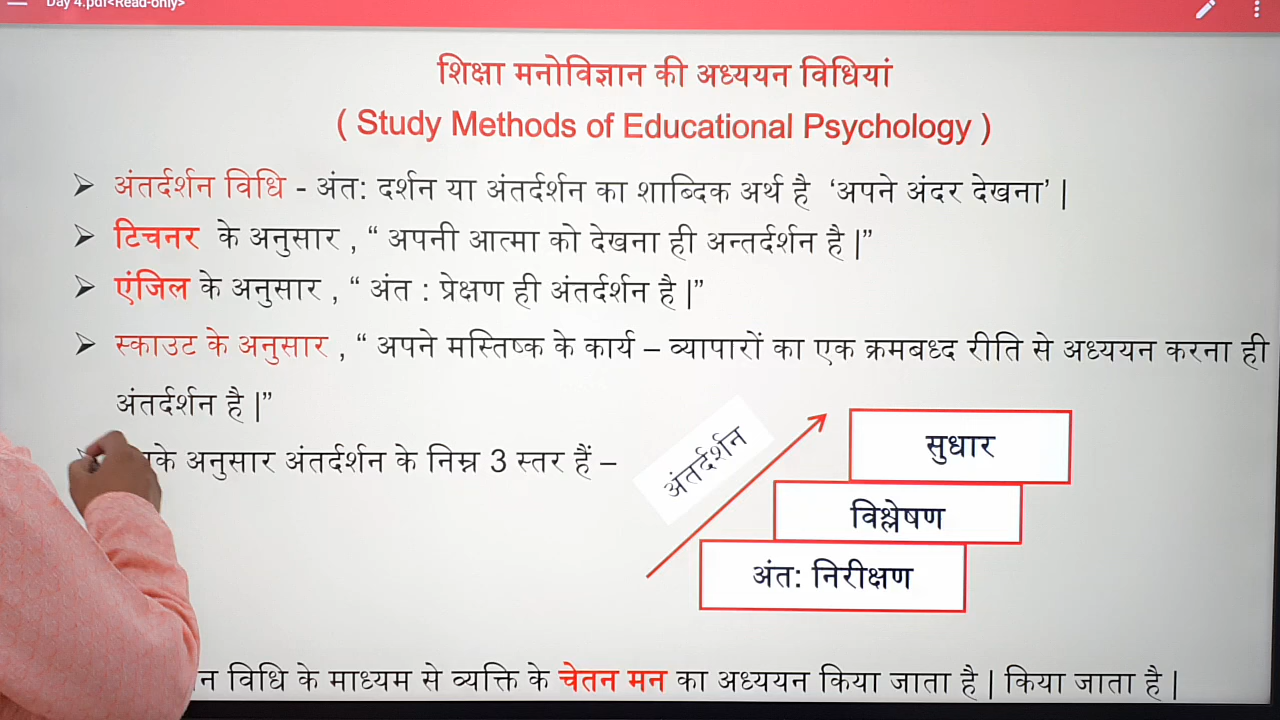 Day 4.pdf<Read-only>
शिक्षा मनोविज्ञान की अध्ययन विधियां
( Study Methods of Educational Psychology )
अंतर्दर्शन विधि - अंत: दर्शन या अंतर्दर्शन का शाब्दिक अर्थ है ‘अपने अंदर देखना’ |
टिचनर के अनुसार , “ अपनी आत्मा को देखना ही अन्तर्दर्शन है |”
एंजिल के अनुसार , “ अंत : प्रेक्षण ही अंतर्दर्शन है |”
स्काउट के अनुसार , “ अपने मस्तिष्क के कार्य – व्यापारों का एक क्रमबध्द रीति से अध्ययन करना ही
अंतर्दर्शन है |”
के अनुसार अंतर्दर्शन के निम्न 3 स्तर हैं –
अंतर्दर्शन
सुधार
विश्लेषण
अंत: निरीक्षण
विधि के माध्यम से व्यक्ति के चेतन मन का अध्ययन किया जाता है | किया जाता है |